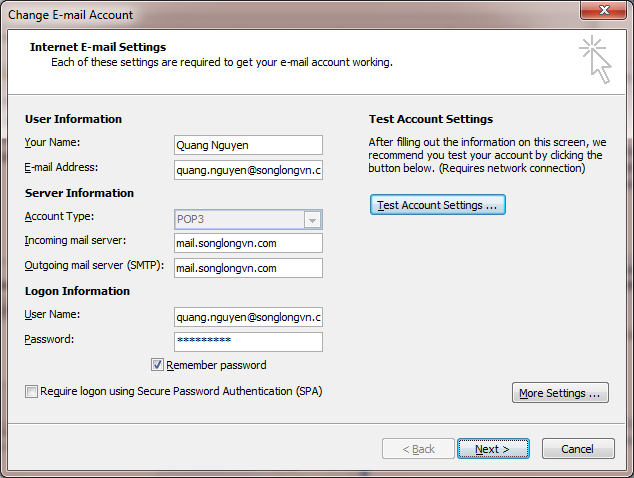 Change E-mail Account
Internet E-mail Settings
Each of these settings are required to get your e-mail account working.
User Information
Your Name: Quang Nguyen
E-mail Address: quang.nguyen@songlongvn.c
Server Information
Account Type: POP3
Incoming mail server: mail.songlongvn.com
Outgoing mail server (SMTP): mail.songlongvn.com
Logon Information
User Name: quang.nguyen@songlongvn.c
Password: *********
Remember password
Require logon using Secure Password Authentication (SPA)
Test Account Settings
After filling out the information on this screen, we
recommend you test your account by clicking the
button below. (Requires network connection)
Test Account Settings ...
More Settings ...
< Back
Next >
Cancel